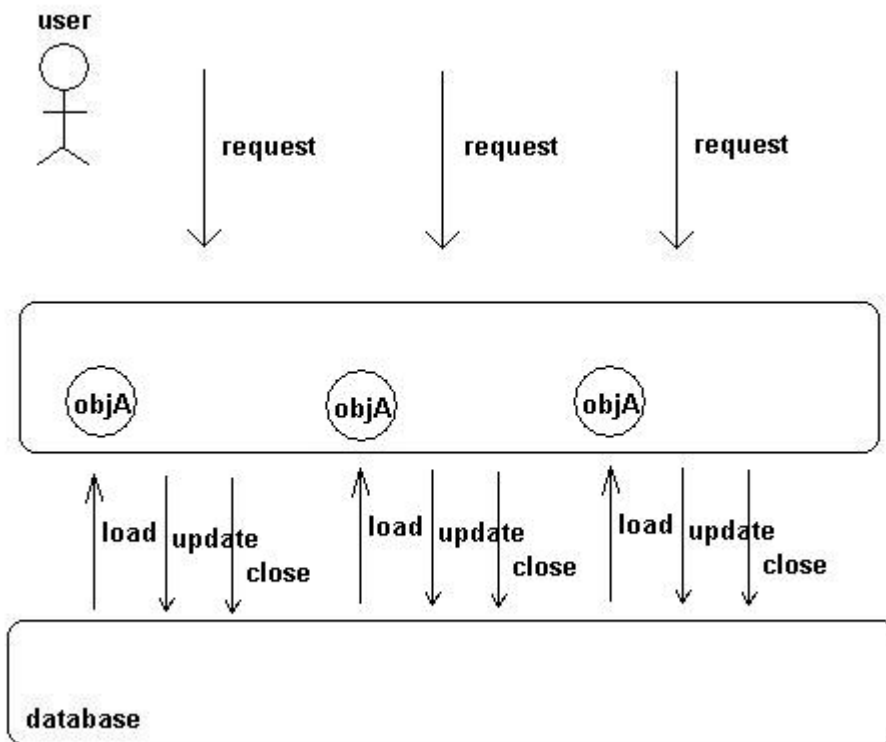 user
request
request
request
objA
objA
objA
load
update
close
load
update
close
load
update
close
database